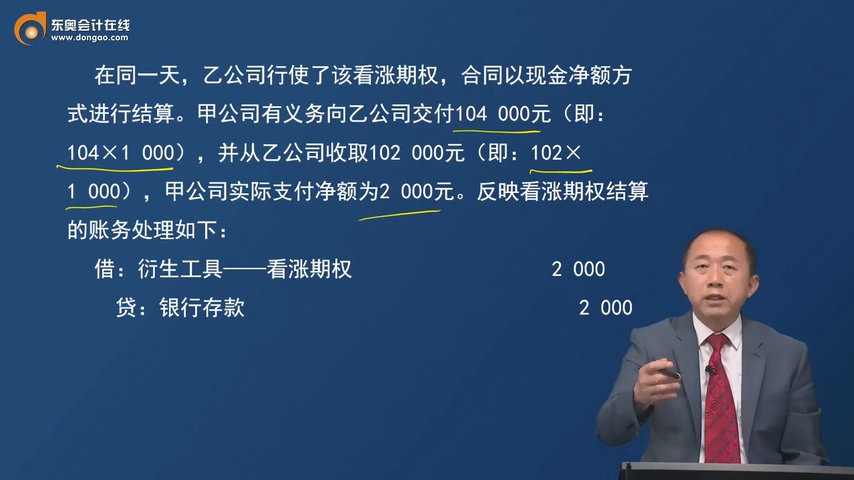 东奥会计在线
www.dongao.com
在同一天，乙公司行使了该看涨期权，合同以现金净额方
式进行结算。甲公司有义务向乙公司交付104 000元（即：
104×1 000），并从乙公司收取102 000元（即：102×
1 000），甲公司实际支付净额为2 000元。反映看涨期权结算
的账务处理如下：
借：衍生工具——看涨期权 2 000
贷：银行存款 2 000